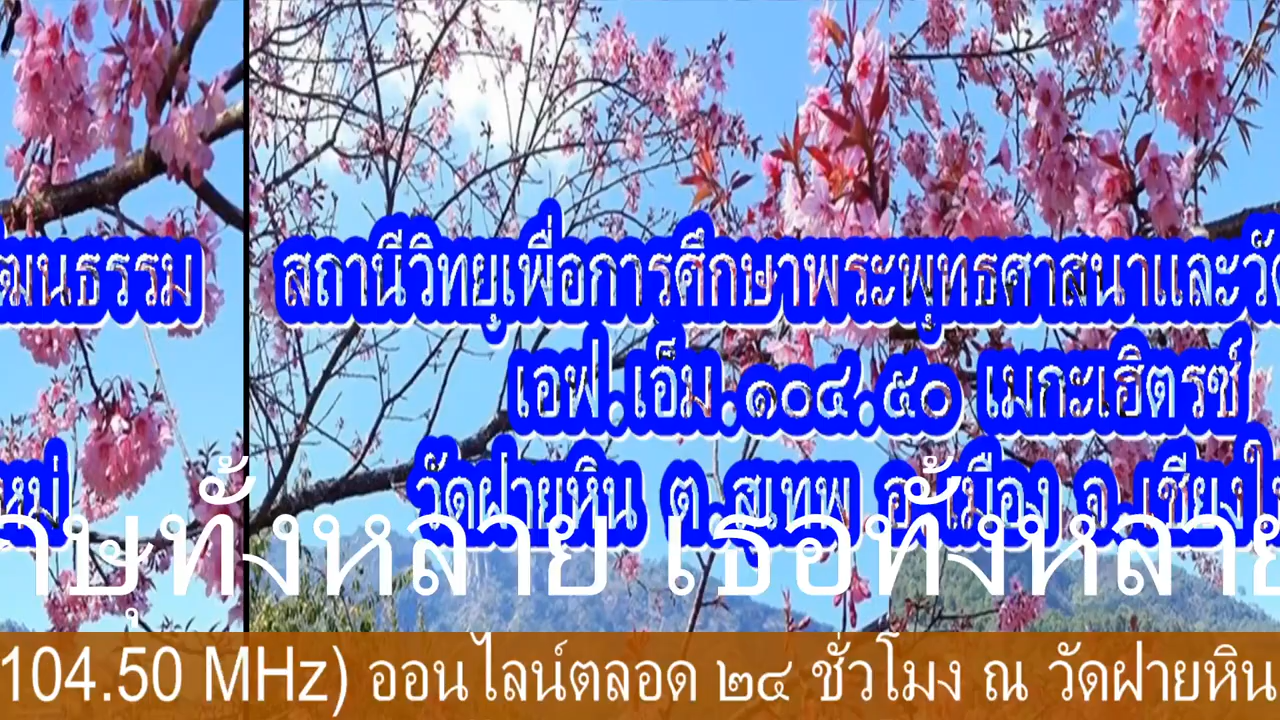 ัฒนธรรม สถานีวิทยุเพื่อการศึกษาพระพุทธศาสนาและวั
เอฟ.เอ็ม.๑๐๔.๕๐ เมกะเฮิตรซ์
หม่ วัดฝายหิน ต.สุเทพ อ.เมือง จ.เชียงให
กษุทั้งหลาย เธอทั้งหลาย
104.50 MHz) ออนไลน์ตลอด ๒๔ ชั่วโมง ณ วัดฝายหิน